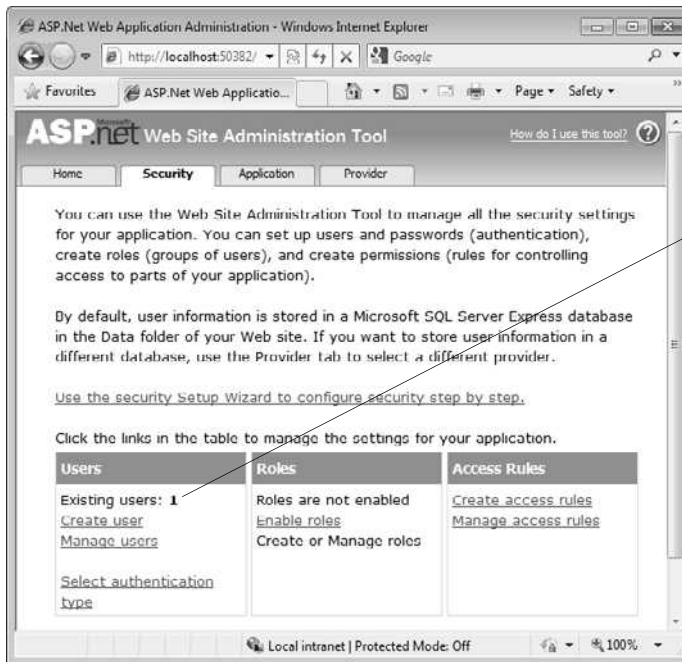 ASP.Net Web Application Administration - Windows Internet Explorer
http://localhost:50382/
Google
Favorites
ASP.Net Web Applicatio...
Page
Safety
»
Microsoft
ASP.net Web Site Administration Tool
How do I use this tool? ?
Home
Security
Application
Provider
You can use the Web Site Administration Tool to manage all the security settings
for your application. You can set up users and passwords (authentication),
create roles (groups of users), and create permissions (rules for controlling
access to parts of your application).
By default, user information is stored in a Microsoft SQL Server Express database
in the Data folder of your Web site. If you want to store user information in a
different database, use the Provider tab to select a different provider.
Use the security Setup Wizard to configure security step by step.
Click the links in the table to manage the settings for your application.
Users
Existing users: 1
Create user
Manage users
Select authentication
type
Roles
Roles are not enabled
Enable roles
Create or Manage roles
Access Rules
Create access rules
Manage access rules
Local intranet | Protected Mode: Off
100%